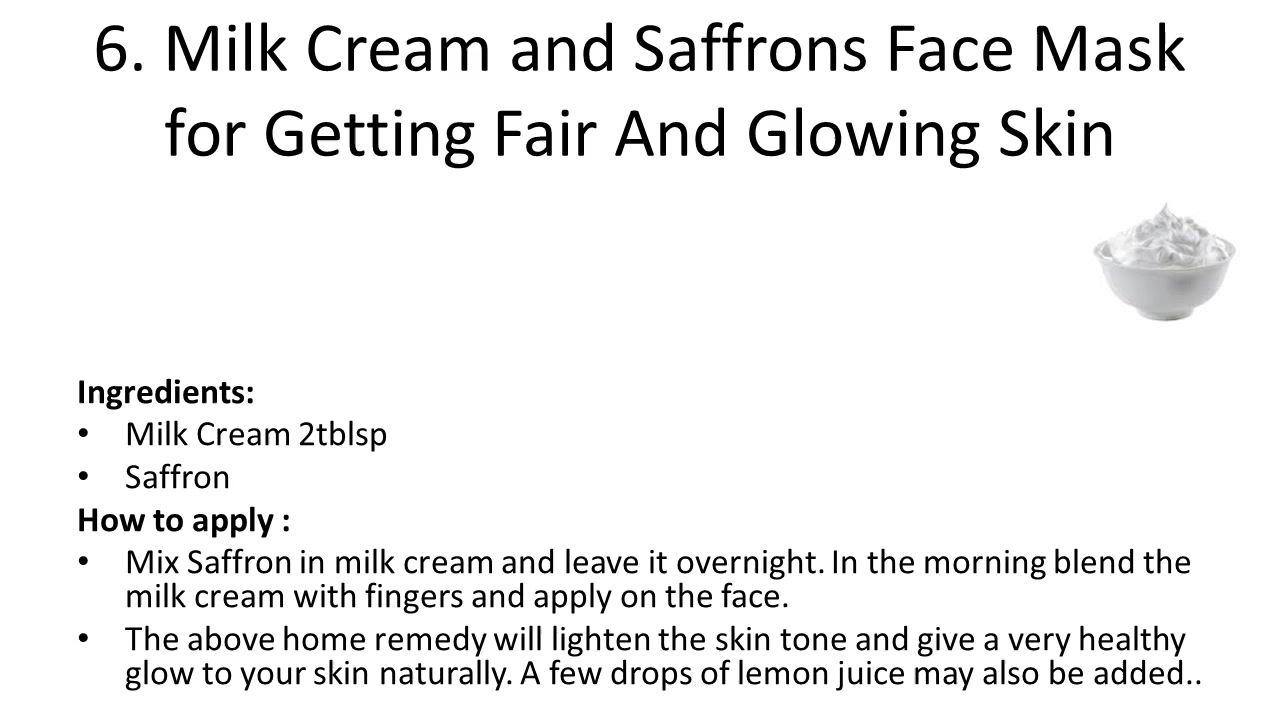 6. Milk Cream and Saffrons Face Mask
for Getting Fair And Glowing Skin
Ingredients:
• Milk Cream 2tblsp
• Saffron
How to apply :
• Mix Saffron in milk cream and leave it overnight. In the morning blend the
milk cream with fingers and apply on the face.
• The above home remedy will lighten the skin tone and give a very healthy
glow to your skin naturally. A few drops of lemon juice may also be added..